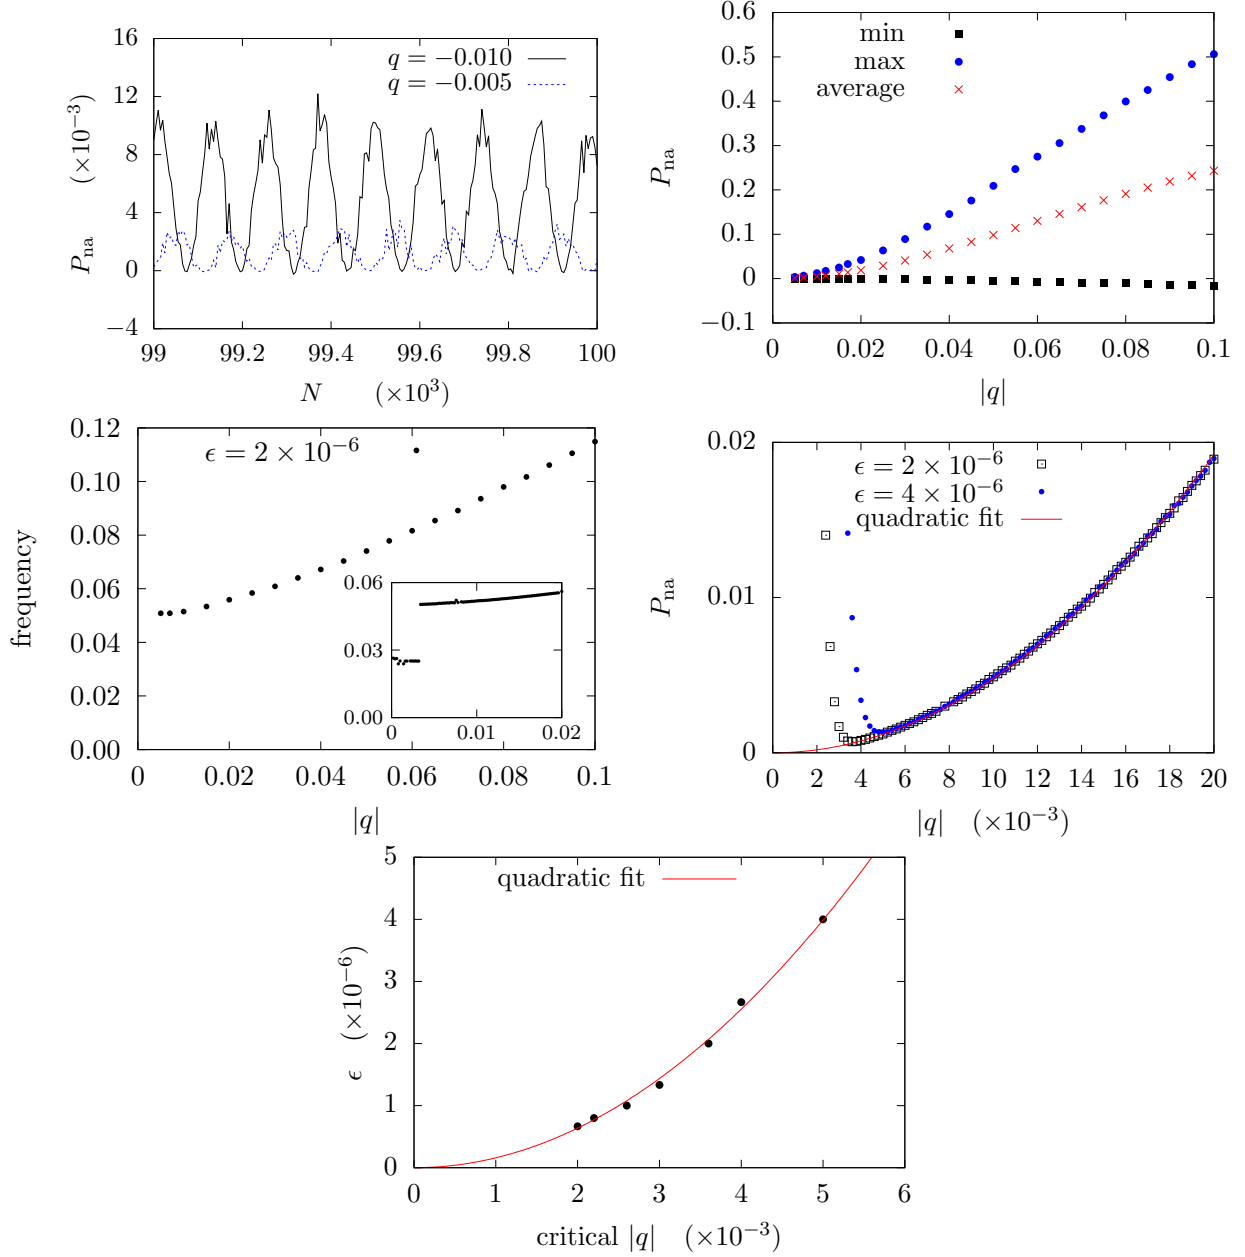 16
12
8
4
0
−4
P_na (×10^−3)
q = −0.010
q = −0.005
99 99.2 99.4 99.6 99.8 100
N (×10^3)
0.6
0.5
0.4
0.3
0.2
0.1
0
−0.1
P_na
min
max
average
0 0.02 0.04 0.06 0.08 0.1
|q|
0.12
0.10
0.08
0.06
0.04
0.02
0.00
frequency
ϵ = 2 × 10^−6
0.06
0.03
0.00
0 0.01 0.02
0 0.02 0.04 0.06 0.08 0.1
|q|
0.02
0.01
0
P_na
ϵ = 2 × 10^−6
ϵ = 4 × 10^−6
quadratic fit
0 2 4 6 8 10 12 14 16 18 20
|q| (×10^−3)
5
4
3
2
1
0
ϵ (×10^−6)
quadratic fit
0 1 2 3 4 5 6
critical |q| (×10^−3)